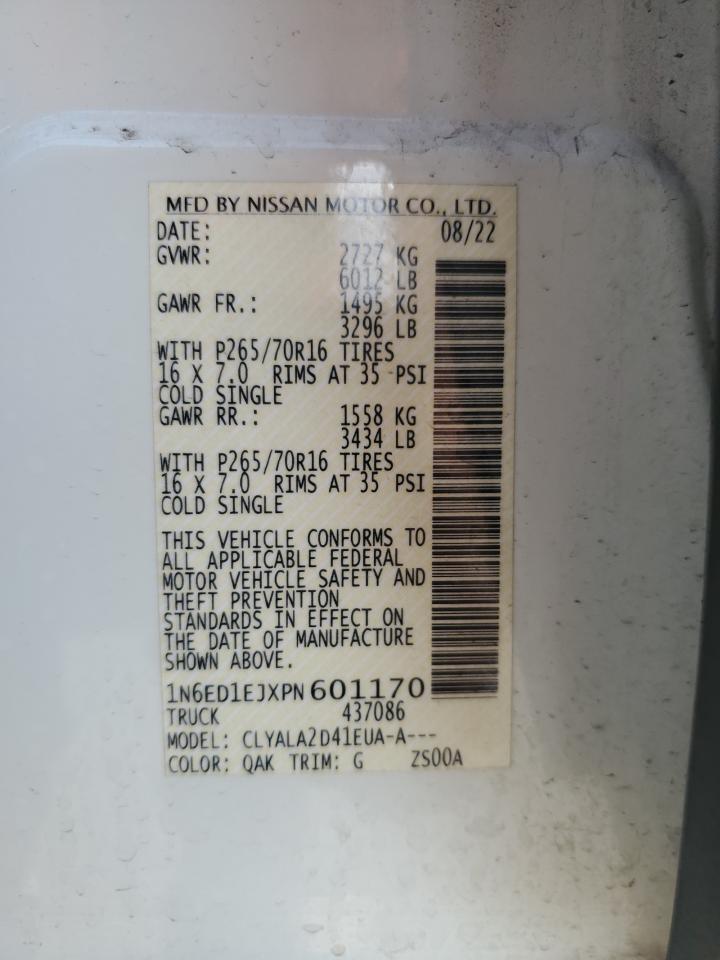 MFD BY NISSAN MOTOR CO., LTD.
DATE: 08/22
GVWR: 2727 KG
6012 LB
GAWR FR.: 1495 KG
3296 LB
WITH P265/70R16 TIRES
16 X 7.0 RIMS AT 35 PSI
COLD SINGLE
GAWR RR.: 1558 KG
3434 LB
WITH P265/70R16 TIRES
16 X 7.0 RIMS AT 35 PSI
COLD SINGLE
THIS VEHICLE CONFORMS TO
ALL APPLICABLE FEDERAL
MOTOR VEHICLE SAFETY AND
THEFT PREVENTION
STANDARDS IN EFFECT ON
THE DATE OF MANUFACTURE
SHOWN ABOVE.
1N6ED1EJXPN601170
TRUCK 437086
MODEL: CLYALA2D41EUA-A---
COLOR: QAK TRIM: G ZS00A